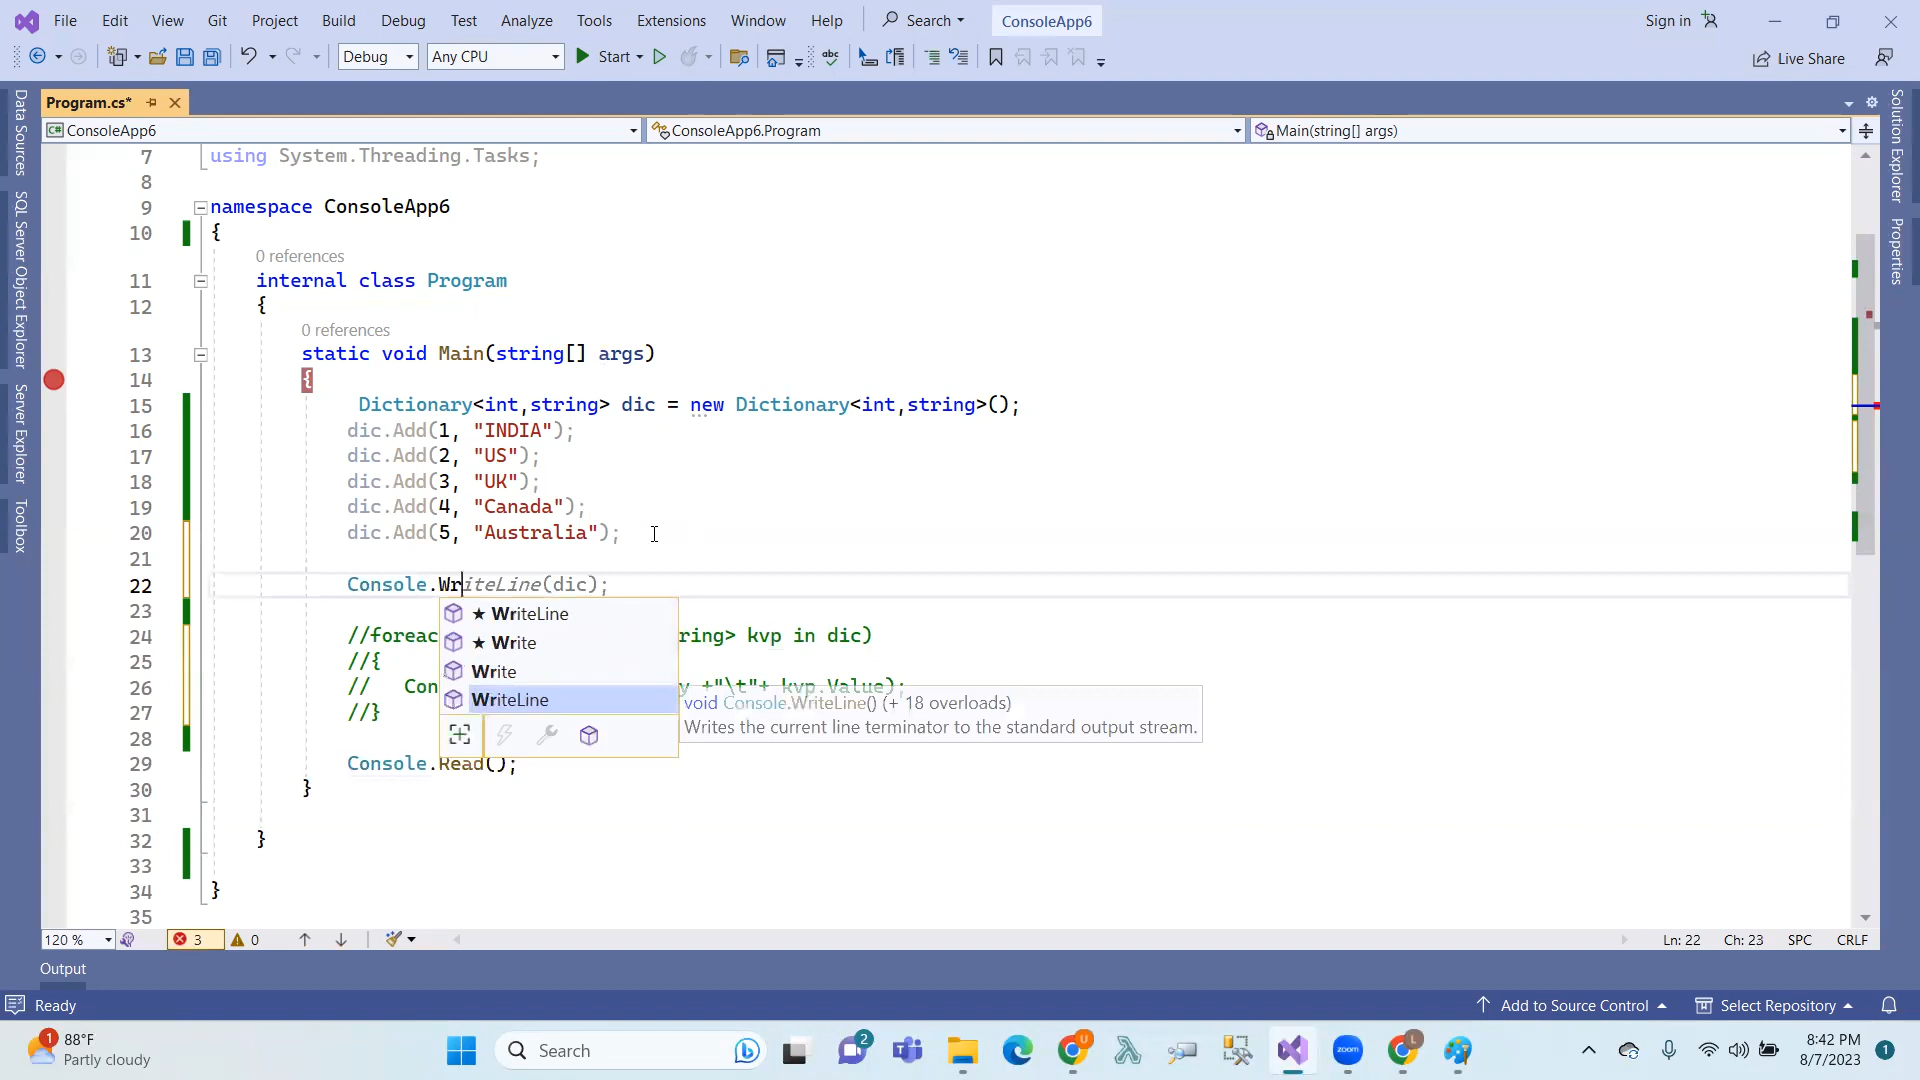 File Edit View Git Project Build Debug Test Analyze Tools Extensions Window Help Search ConsoleApp6 Sign in
Debug Any CPU Start Live Share
Program.cs*
ConsoleApp6 ConsoleApp6.Program Main(string[] args)
Data Sources
SQL Server Object Explorer
Server Explorer
Toolbox
Solution Explorer
Properties
7 using System.Threading.Tasks;
8
9 namespace ConsoleApp6
10 {
0 references
11 internal class Program
12 {
0 references
13 static void Main(string[] args)
14 {
15 Dictionary<int,string> dic = new Dictionary<int,string>();
16 dic.Add(1, "INDIA");
17 dic.Add(2, "US");
18 dic.Add(3, "UK");
19 dic.Add(4, "Canada");
20 dic.Add(5, "Australia");
21
22 Console.WriteLine(dic);
23
★ WriteLine
24 //foreac ring> kvp in dic)
★ Write
25 //{
Write
26 // Con y +"\t"+ kvp.Value);
WriteLine
void Console.WriteLine() (+ 18 overloads)
Writes the current line terminator to the standard output stream.
27 //}
28
29 Console.Read();
30 }
31
32 }
33
34 }
35
120 % 3 0 Ln: 22 Ch: 23 SPC CRLF
Output
Ready Add to Source Control Select Repository
1 88°F
Partly cloudy
Search
2
U
zoom
L
8:42 PM
8/7/2023
1